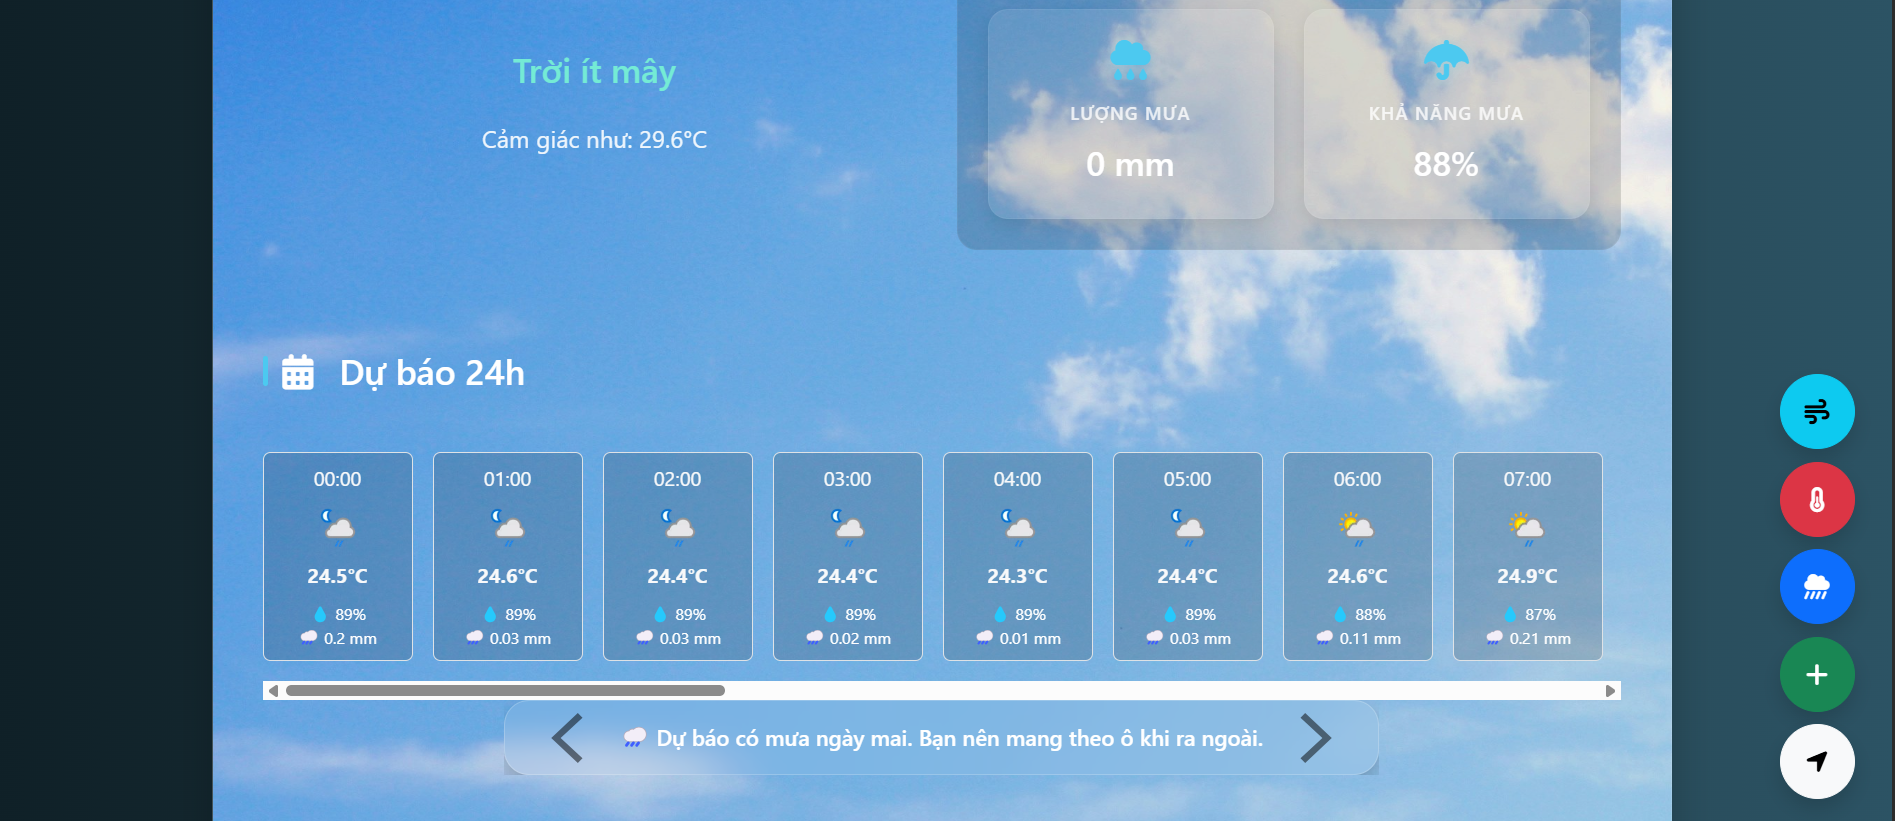 Trời ít mây
Cảm giác như: 29.6°C
LƯỢNG MƯA
0 mm
KHẢ NĂNG MƯA
88%
Dự báo 24h
00:00
24.5°C
89%
0.2 mm
01:00
24.6°C
89%
0.03 mm
02:00
24.4°C
89%
0.03 mm
03:00
24.4°C
89%
0.02 mm
04:00
24.3°C
89%
0.01 mm
05:00
24.4°C
89%
0.03 mm
06:00
24.6°C
88%
0.11 mm
07:00
24.9°C
87%
0.21 mm
Dự báo có mưa ngày mai. Bạn nên mang theo ô khi ra ngoài.